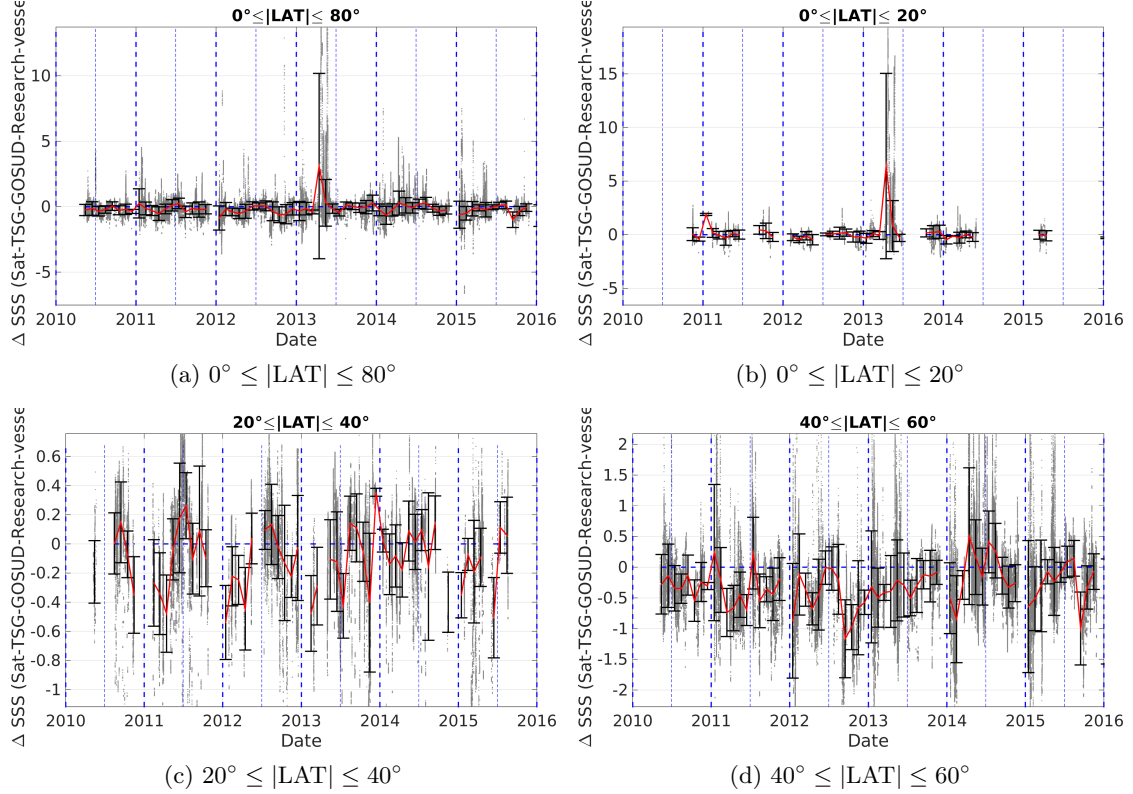 0°≤|LAT|≤ 80°
Δ SSS (Sat-TSG-GOSUD-Research-vesse
10
5
0
-5
2010 2011 2012 2013 2014 2015 2016
Date
(a) 0° ≤ |LAT| ≤ 80°
0°≤|LAT|≤ 20°
Δ SSS (Sat-TSG-GOSUD-Research-vesse
15
10
5
0
-5
2010 2011 2012 2013 2014 2015 2016
Date
(b) 0° ≤ |LAT| ≤ 20°
20°≤|LAT|≤ 40°
Δ SSS (Sat-TSG-GOSUD-Research-vesse
0.6
0.4
0.2
0
-0.2
-0.4
-0.6
-0.8
-1
2010 2011 2012 2013 2014 2015 2016
Date
(c) 20° ≤ |LAT| ≤ 40°
40°≤|LAT|≤ 60°
Δ SSS (Sat-TSG-GOSUD-Research-vesse
2
1.5
1
0.5
0
-0.5
-1
-1.5
-2
2010 2011 2012 2013 2014 2015 2016
Date
(d) 40° ≤ |LAT| ≤ 60°